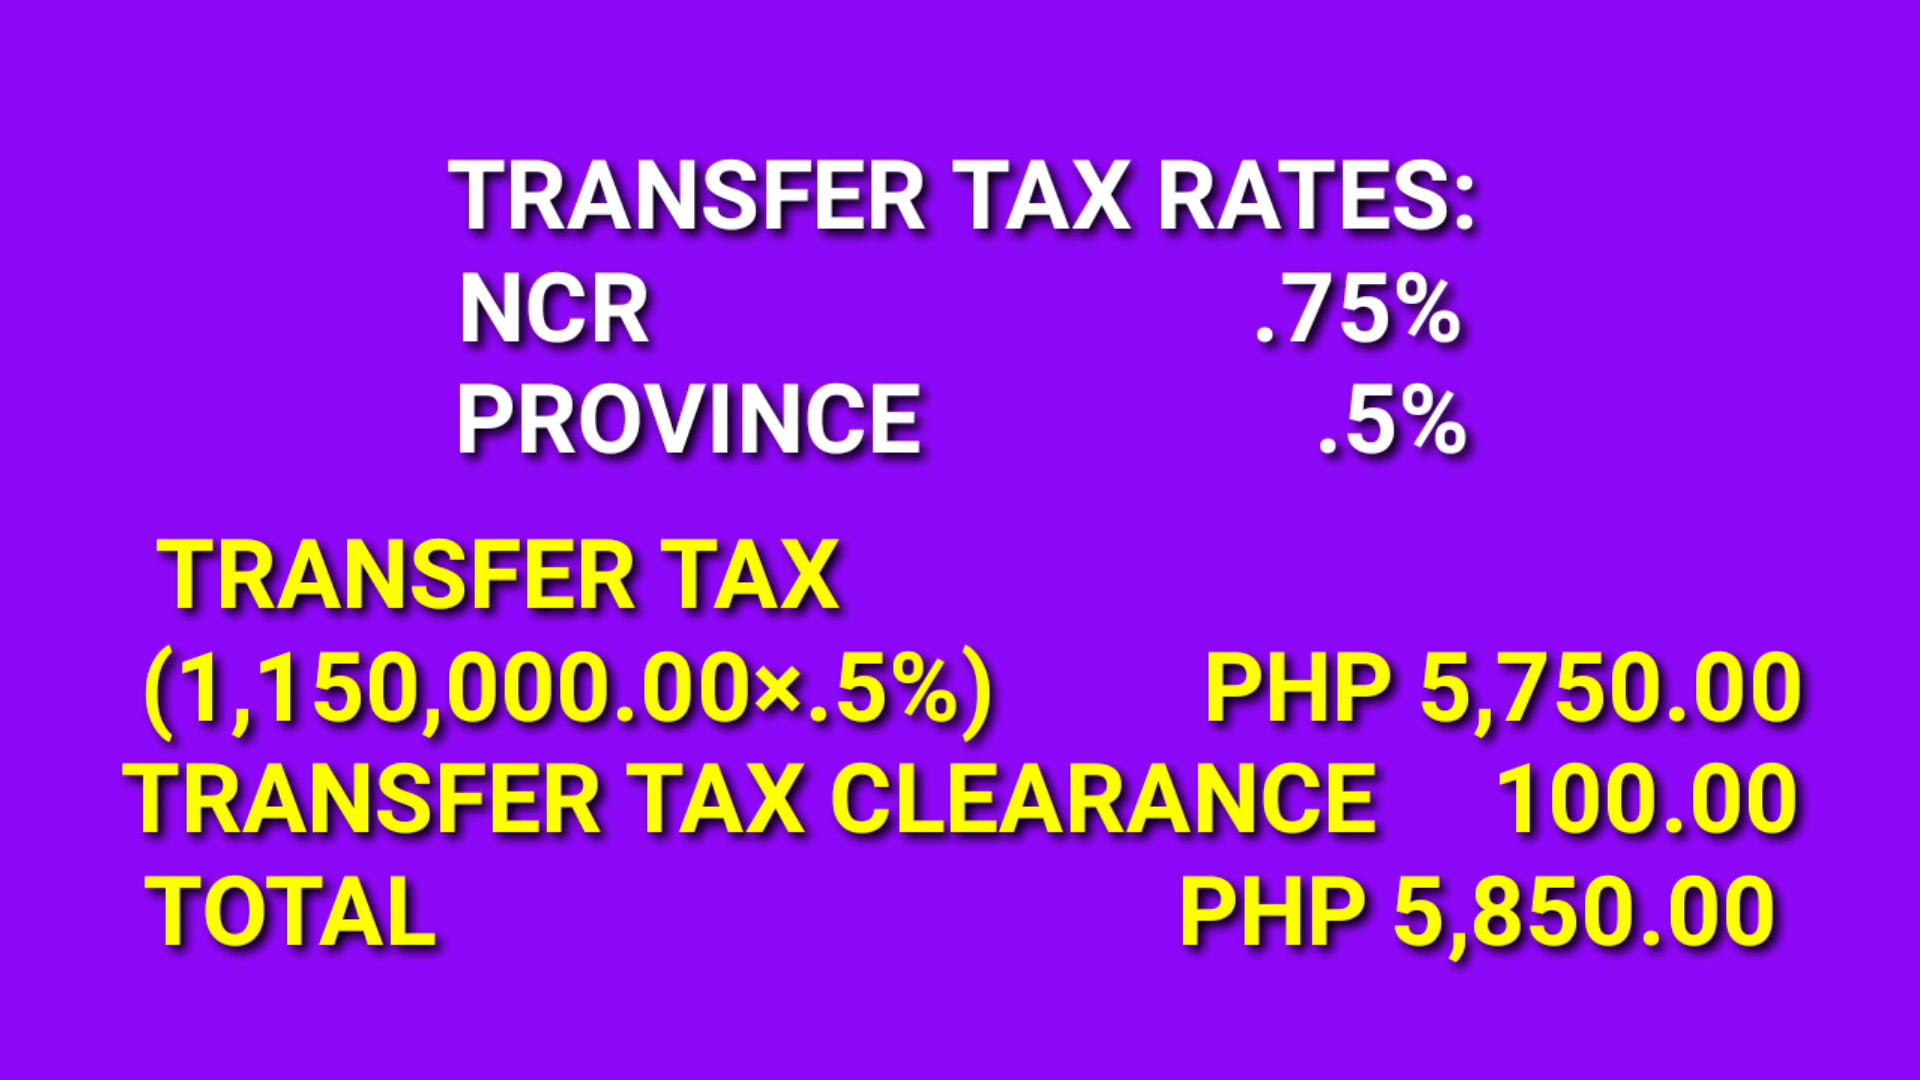 TRANSFER TAX RATES:
NCR .75%
PROVINCE .5%
TRANSFER TAX
(1,150,000.00×.5%) PHP 5,750.00
TRANSFER TAX CLEARANCE 100.00
TOTAL PHP 5,850.00